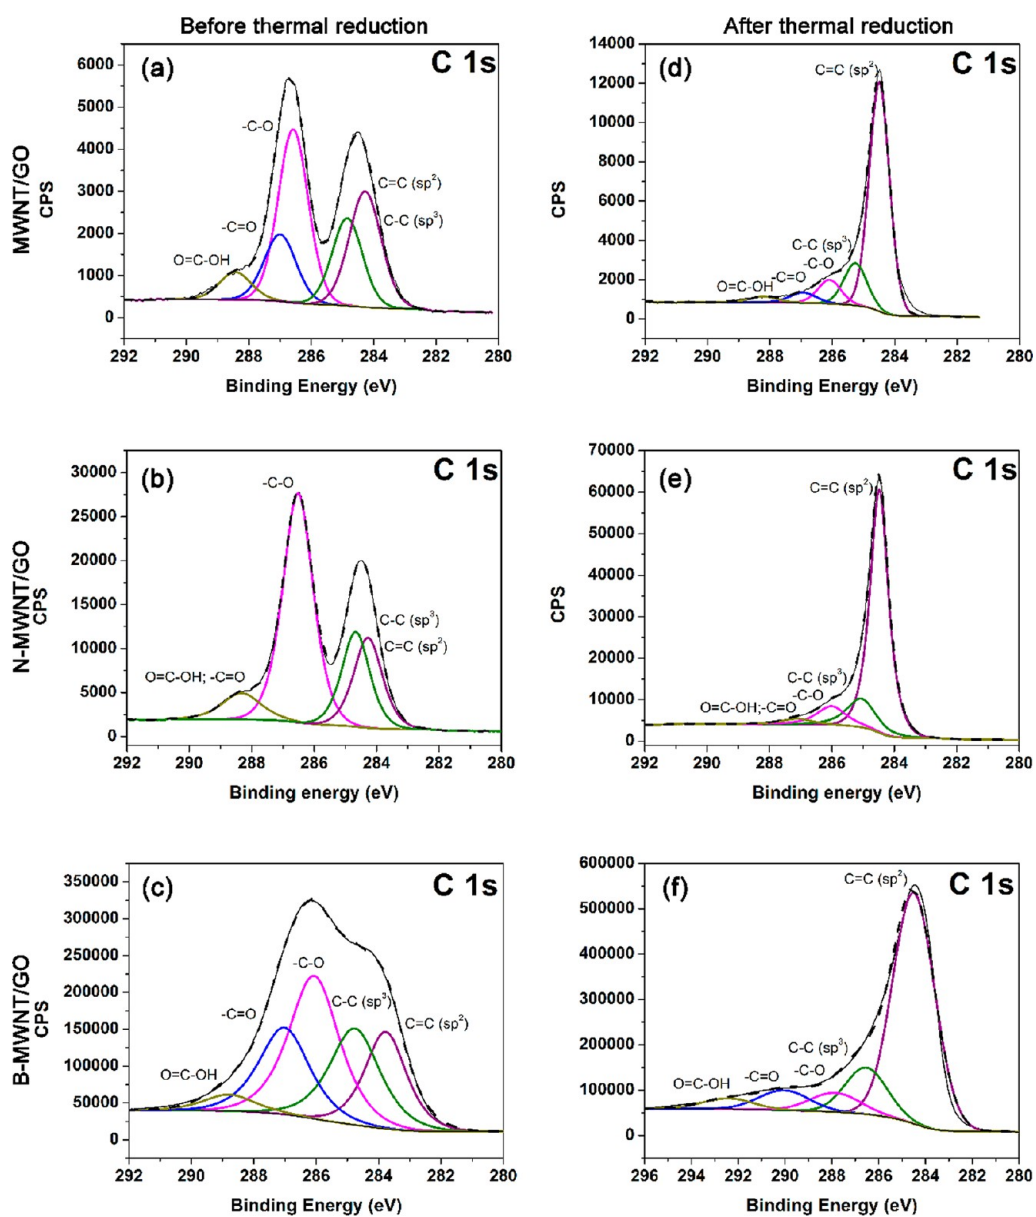 Before thermal reduction
After thermal reduction
(a)
C 1s
MWNT/GO
CPS
6000
5000
4000
3000
2000
1000
0
-C-O
C=C (sp²)
C-C (sp³)
-C=O
O=C-OH
292 290 288 286 284 282 280
Binding Energy (eV)
(d)
C 1s
CPS
14000
12000
10000
8000
6000
4000
2000
0
C=C (sp²)
C-C (sp³)
-C-O
-C=O
O=C-OH
292 290 288 286 284 282 280
Binding Energy (eV)
(b)
C 1s
N-MWNT/GO
CPS
30000
25000
20000
15000
10000
5000
0
-C-O
C-C (sp³)
C=C (sp²)
O=C-OH; -C=O
292 290 288 286 284 282 280
Binding energy (eV)
(e)
C 1s
CPS
70000
60000
50000
40000
30000
20000
10000
0
C=C (sp²)
C-C (sp³)
-C-O
O=C-OH;-C=O
292 290 288 286 284 282 280
Binding energy (eV)
(c)
C 1s
B-MWNT/GO
CPS
350000
300000
250000
200000
150000
100000
50000
0
-C-O
C-C (sp³)
-C=O
C=C (sp²)
O=C-OH
292 290 288 286 284 282 280
Binding Energy (eV)
(f)
C 1s
600000
500000
400000
300000
200000
100000
0
C=C (sp²)
C-C (sp³)
-C-O
-C=O
O=C-OH
296 294 292 290 288 286 284 282 280
Binding Energy (eV)